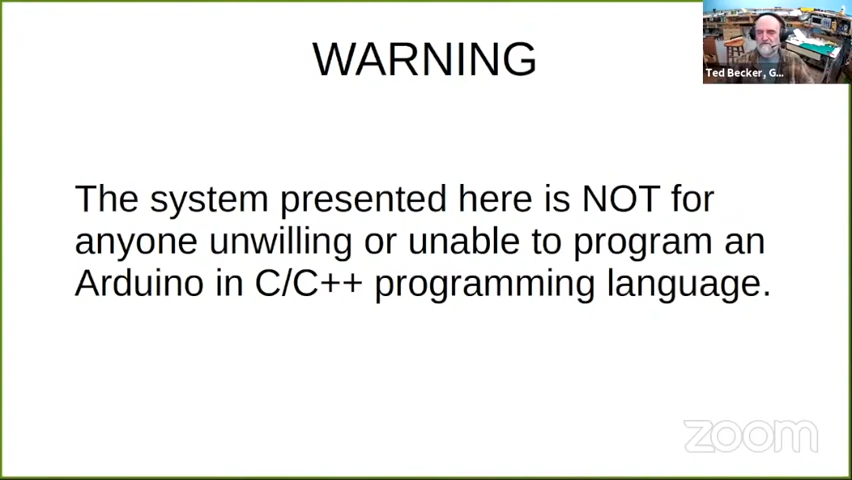 WARNING
Ted Becker, G...
The system presented here is NOT for
anyone unwilling or unable to program an
Arduino in C/C++ programming language.
zoom